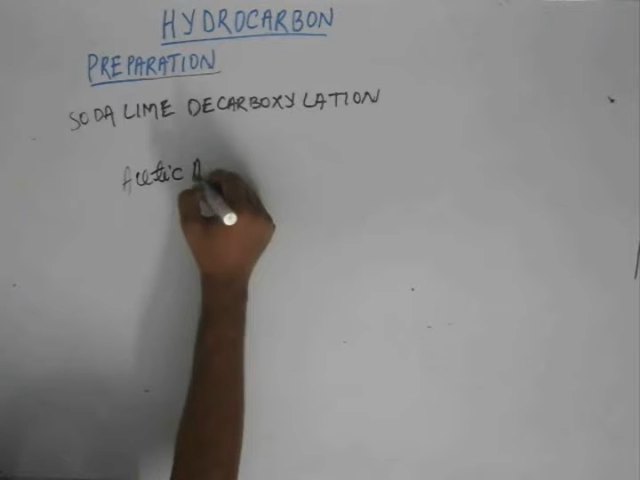 HYDROCARBON
PREPARATION
SODA LIME DECARBOXYLATION
Acetic A